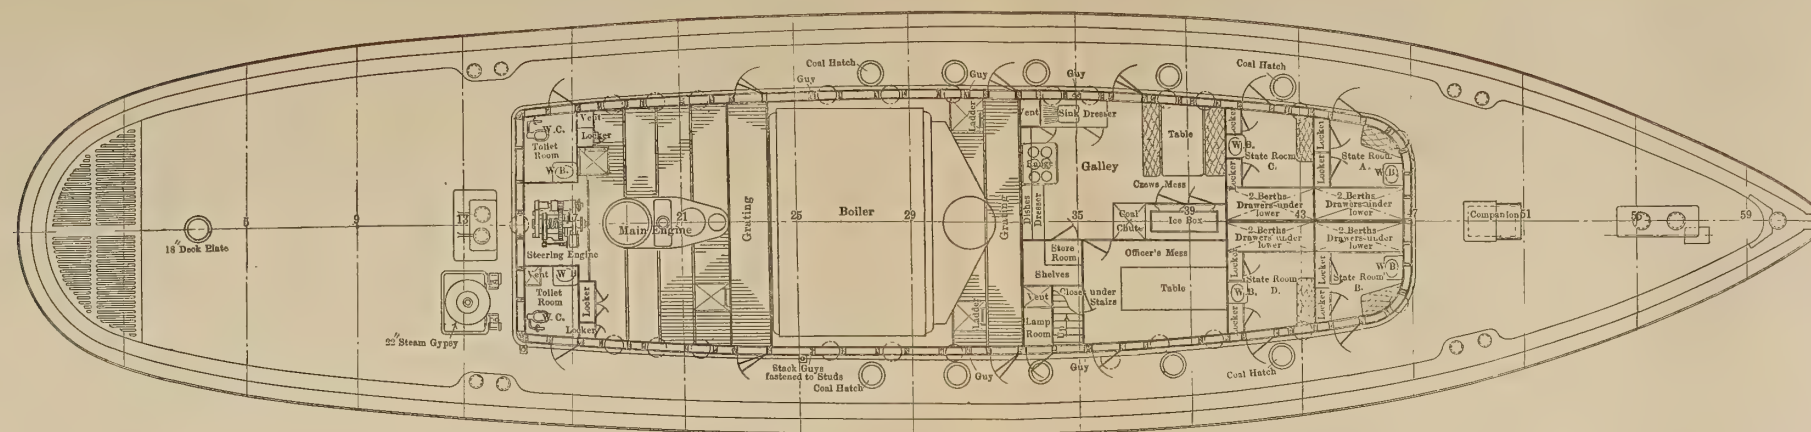 Coal Hatch
Guy
Guy
Guy
Coal Hatch
W.C.
Vent
Locker
Toilet
Room
W.B.
Ladder
Vent
Sink
Dresser
Table
Locker
W.B.
State Room
C.
Locker
Locker
State Room
A.
W.B.
Locker
Range
Galley
Crews Mess
2 Berths
Drawers under
lower
2 Berths
Drawers under
lower
5
9
13
17
Main Engine
21
Grating
25
Boiler
29
Grating
Dishes
Dresser
35
Coal
Chute
39
Ice Box
43
47
Companion
51
55
59
18" Deck Plate
Steering Engine
2 Berths
Drawers under
lower
2 Berths
Drawers under
lower
Store
Room
Officer's Mess
Shelves
Vent
W.B.
Toilet
Room
Locker
W.C.
Locker
Ladder
Vent
Closet under
Stairs
Lamp
Room
Up
Table
Locker
State Room
D.
W.B.
Locker
Locker
State Room
B.
W.B.
Locker
22" Steam Gypsy
Stack Guys
fastened to Studs
Coal Hatch
Guy
Guy
Coal Hatch